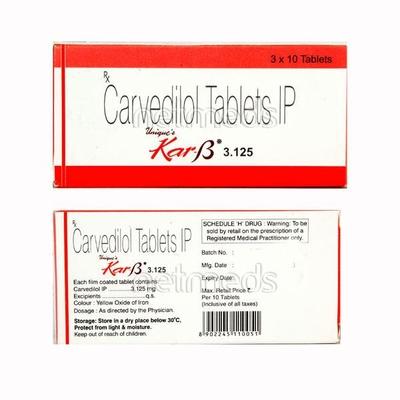 3 x 10 Tablets
Rx
Carvedilol Tablets IP
netmeds
Unique's
Kar-β® 3.125
Rx
Carvedilol Tablets IP
Unique's
Kar-β® 3.125
netmeds
Each film coated tablet contains:
Carvedilol IP ............ 3.125 mg
Excipients ................ q.s.
Colour : Yellow Oxide of Iron
Dosage : As directed by the Physician.
Storage: Store in a dry place below 30°C,
Protect from light & moisture.
Keep out of reach of children.
SCHEDULE 'H' DRUG : Warning: To be
sold by retail on the prescription of a
Registered Medical Practitioner only.
Batch No. :
Mfg. Date :
Expiry Date:
Max. Retail Price ₹.
Per 10 Tablets :
(Inclusive of all taxes)
8902245110051